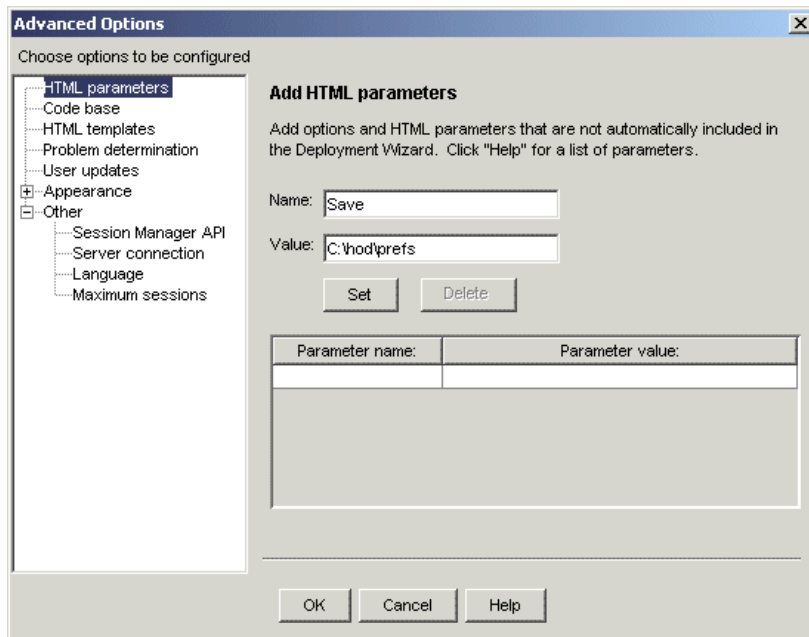 Advanced Options
Choose options to be configured
HTML parameters
Code base
HTML templates
Problem determination
User updates
Appearance
Other
Session Manager API
Server connection
Language
Maximum sessions
Add HTML parameters
Add options and HTML parameters that are not automatically included in
the Deployment Wizard. Click "Help" for a list of parameters.
Name: Save
Value: C:\hod\prefs
Set Delete
Parameter name: Parameter value:
OK Cancel Help